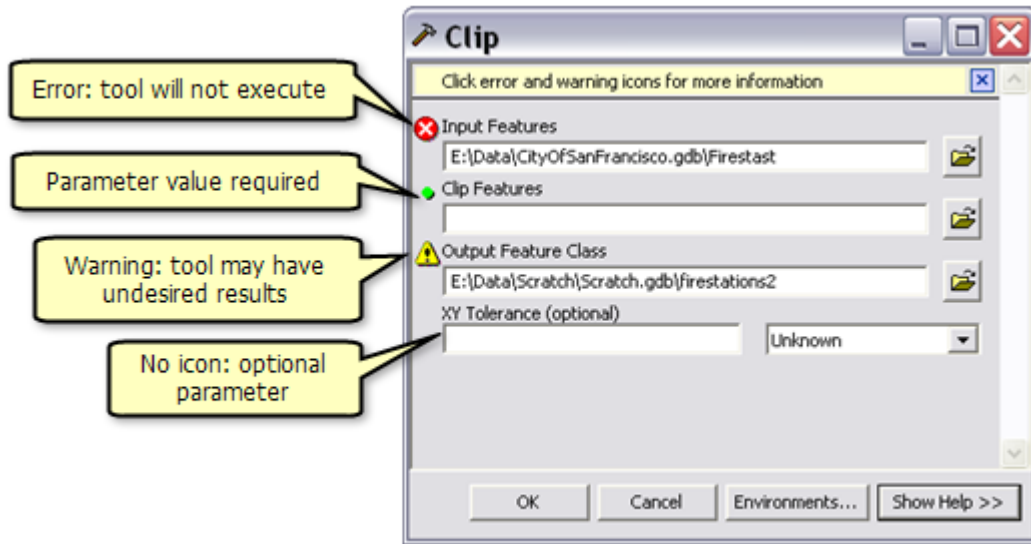 Clip
Click error and warning icons for more information
Error: tool will not execute
Input Features
E:\Data\CityOfSanFrancisco.gdb\Firestast
Parameter value required
Clip Features
Warning: tool may have
undesired results
Output Feature Class
E:\Data\Scratch\Scratch.gdb\firestations2
No icon: optional
parameter
XY Tolerance (optional)
Unknown
OK
Cancel
Environments...
Show Help >>